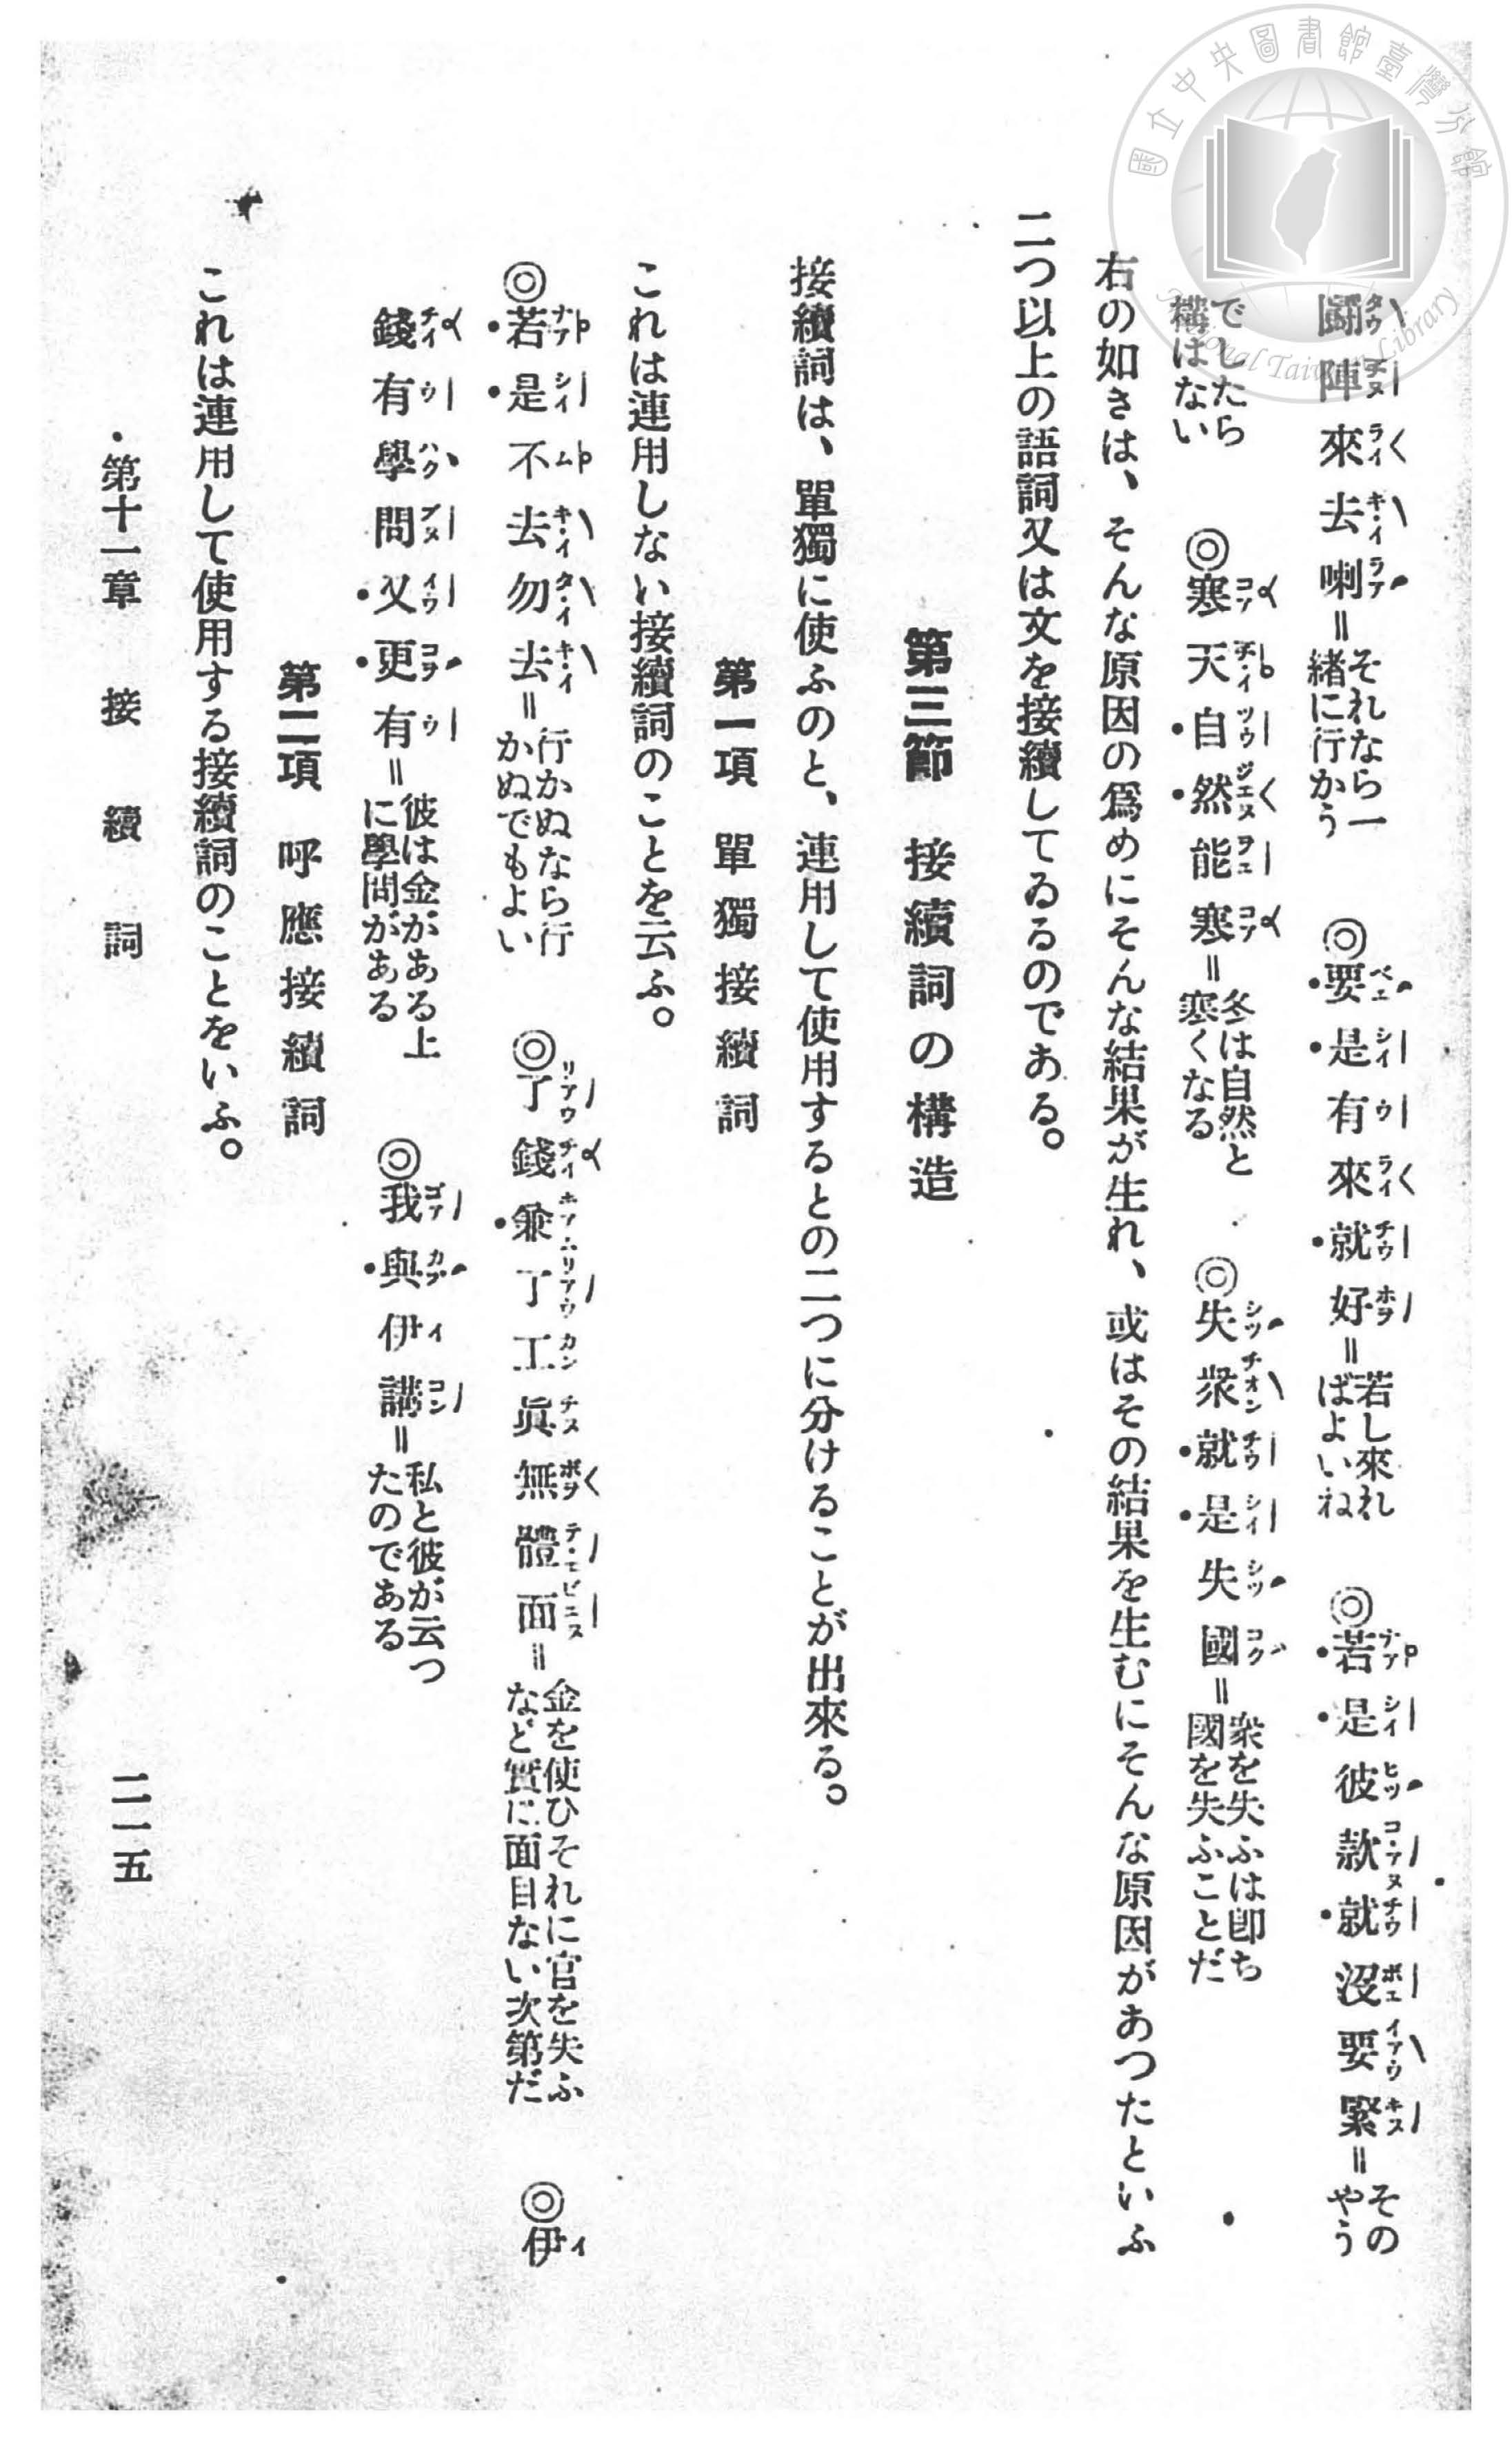 鬭陣來去喇＝それなら一緒に行かう　◎要是有來就好＝若し來ればよいね　◎若是彼款就沒要緊＝そのやう
でしたら構はない　◎寒天自然能寒＝冬は自然と寒くなる　◎失衆就是失國＝衆を失ふは卽ち國を失ふことだ
右の如きは、そんな原因の爲めにそんな結果が生れ、或はその結果を生むにそんな原因があつたといふ
二つ以上の語詞又は文を接續してゐるのである。
第三節　接續詞の構造
接續詞は、單獨に使ふのと、連用して使用するとの二つに分けることが出來る。
第一項　單獨接續詞
これは連用しない接續詞のことを云ふ。
◎若是不去勿去＝行かぬなら行かぬでもよい　◎了錢兼了工眞無體面＝金を使ひそれに官を失ふなど實に面目ない次第だ　◎伊
錢有學問又更有＝彼は金がある上に學問がある　◎我與伊講＝私と彼が云つたのである
第二項　呼應接續詞
これは連用して使用する接續詞のことをいふ。
第十一章　接續詞　二一五
國立中央圖書館臺灣分館
National Taiwan Library